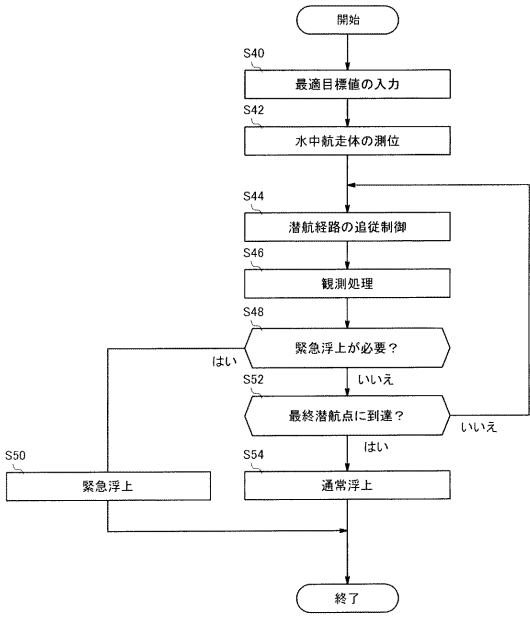 開始
S40
最適目標値の入力
S42
水中航走体の測位
S44
潜航経路の追従制御
S46
観測処理
S48
緊急浮上が必要？
はい
いいえ
S52
最終潜航点に到達？
いいえ
はい
S50
緊急浮上
S54
通常浮上
終了